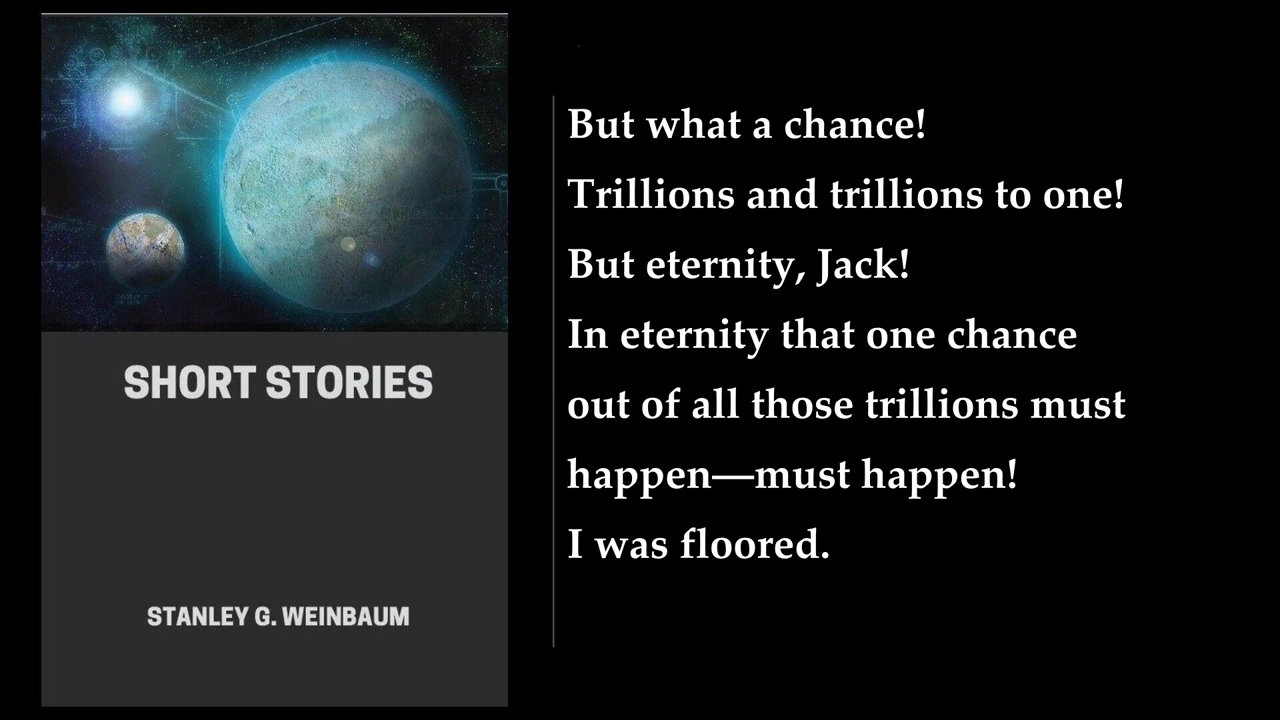 SHORT STORIES
STANLEY G. WEINBAUM
But what a chance!
Trillions and trillions to one!
But eternity, Jack!
In eternity that one chance
out of all those trillions must
happen—must happen!
I was floored.